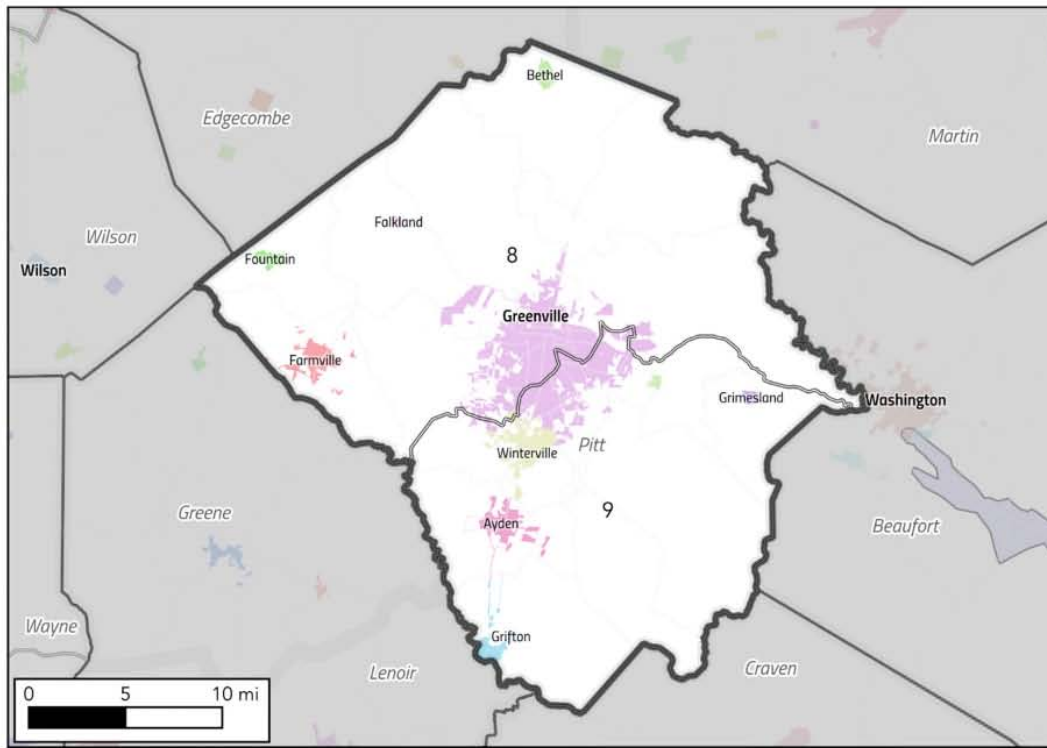 Bethel
Edgecombe
Martin
Falkland
Wilson
8
Fountain
Wilson
Greenville
Farmville
Grimesland
Washington
Pitt
Winterville
9
Greene
Ayden
Beaufort
Wayne
Grifton
Lenoir
Craven
0 5 10 mi